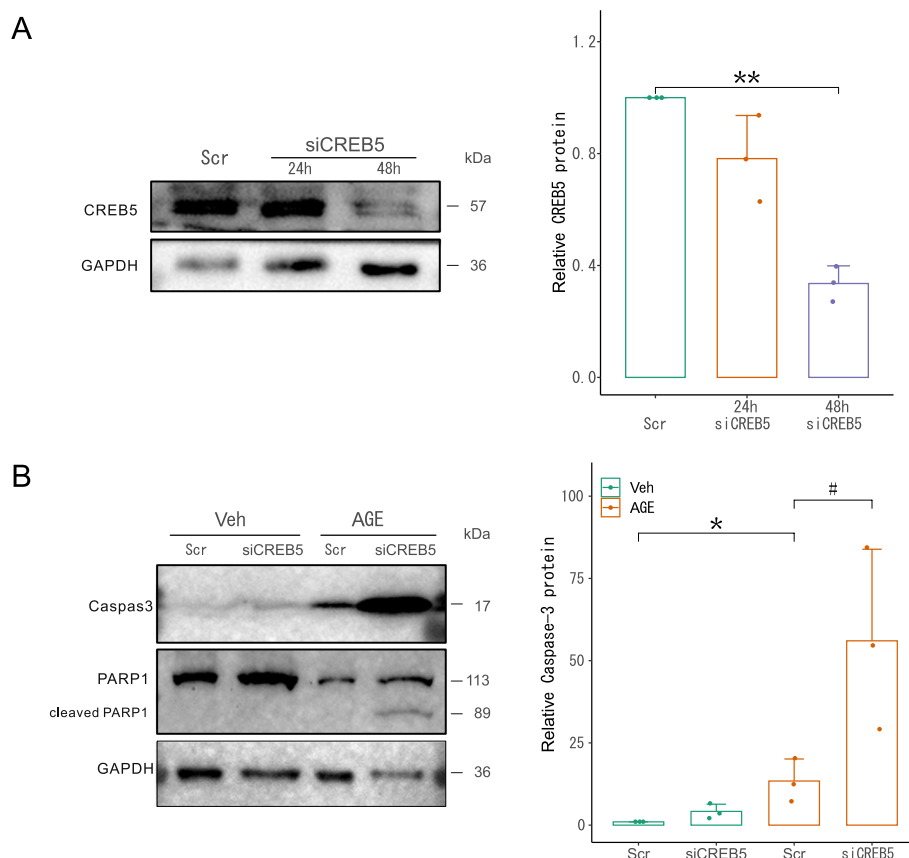 A
siCREB5
Scr
24h
48h
kDa
CREB5
57
GAPDH
36
Relative CREB5 protein
1.2
0.8
0.4
0.0
**
Scr
24h
siCREB5
48h
siCREB5
B
Veh
AGE
kDa
Scr
siCREB5
Scr
siCREB5
Caspas3
17
PARP1
113
cleaved PARP1
89
GAPDH
36
Relative Caspase-3 protein
100
75
50
25
0
Veh
AGE
*
#
Scr
siCREB5
Scr
siCREB5